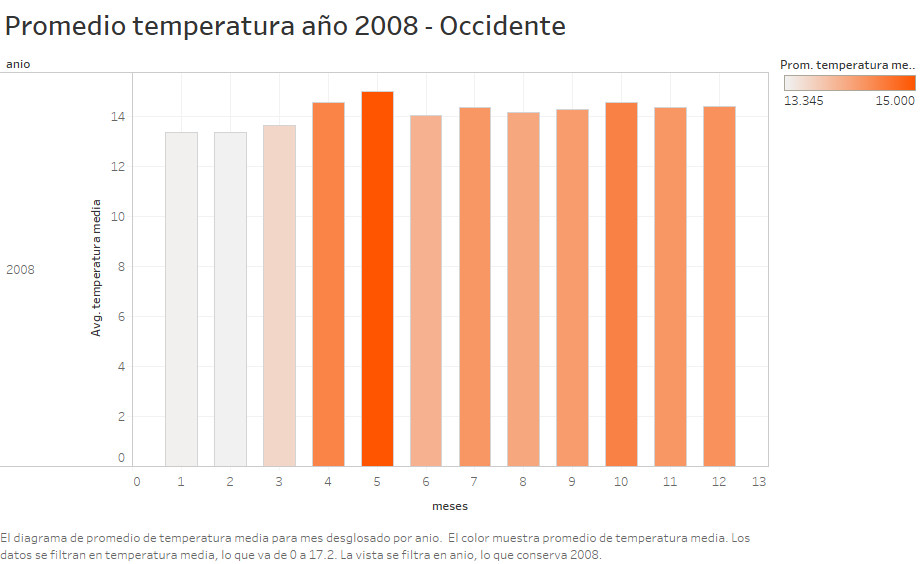 Promedio temperatura año 2008 - Occidente
anio
Prom. temperatura me..
13.345 15.000
2008
Avg. temperatura media
14
12
10
8
6
4
2
0
0 1 2 3 4 5 6 7 8 9 10 11 12 13
meses
El diagrama de promedio de temperatura media para mes desglosado por anio. El color muestra promedio de temperatura media. Los
datos se filtran en temperatura media, lo que va de 0 a 17.2. La vista se filtra en anio, lo que conserva 2008.